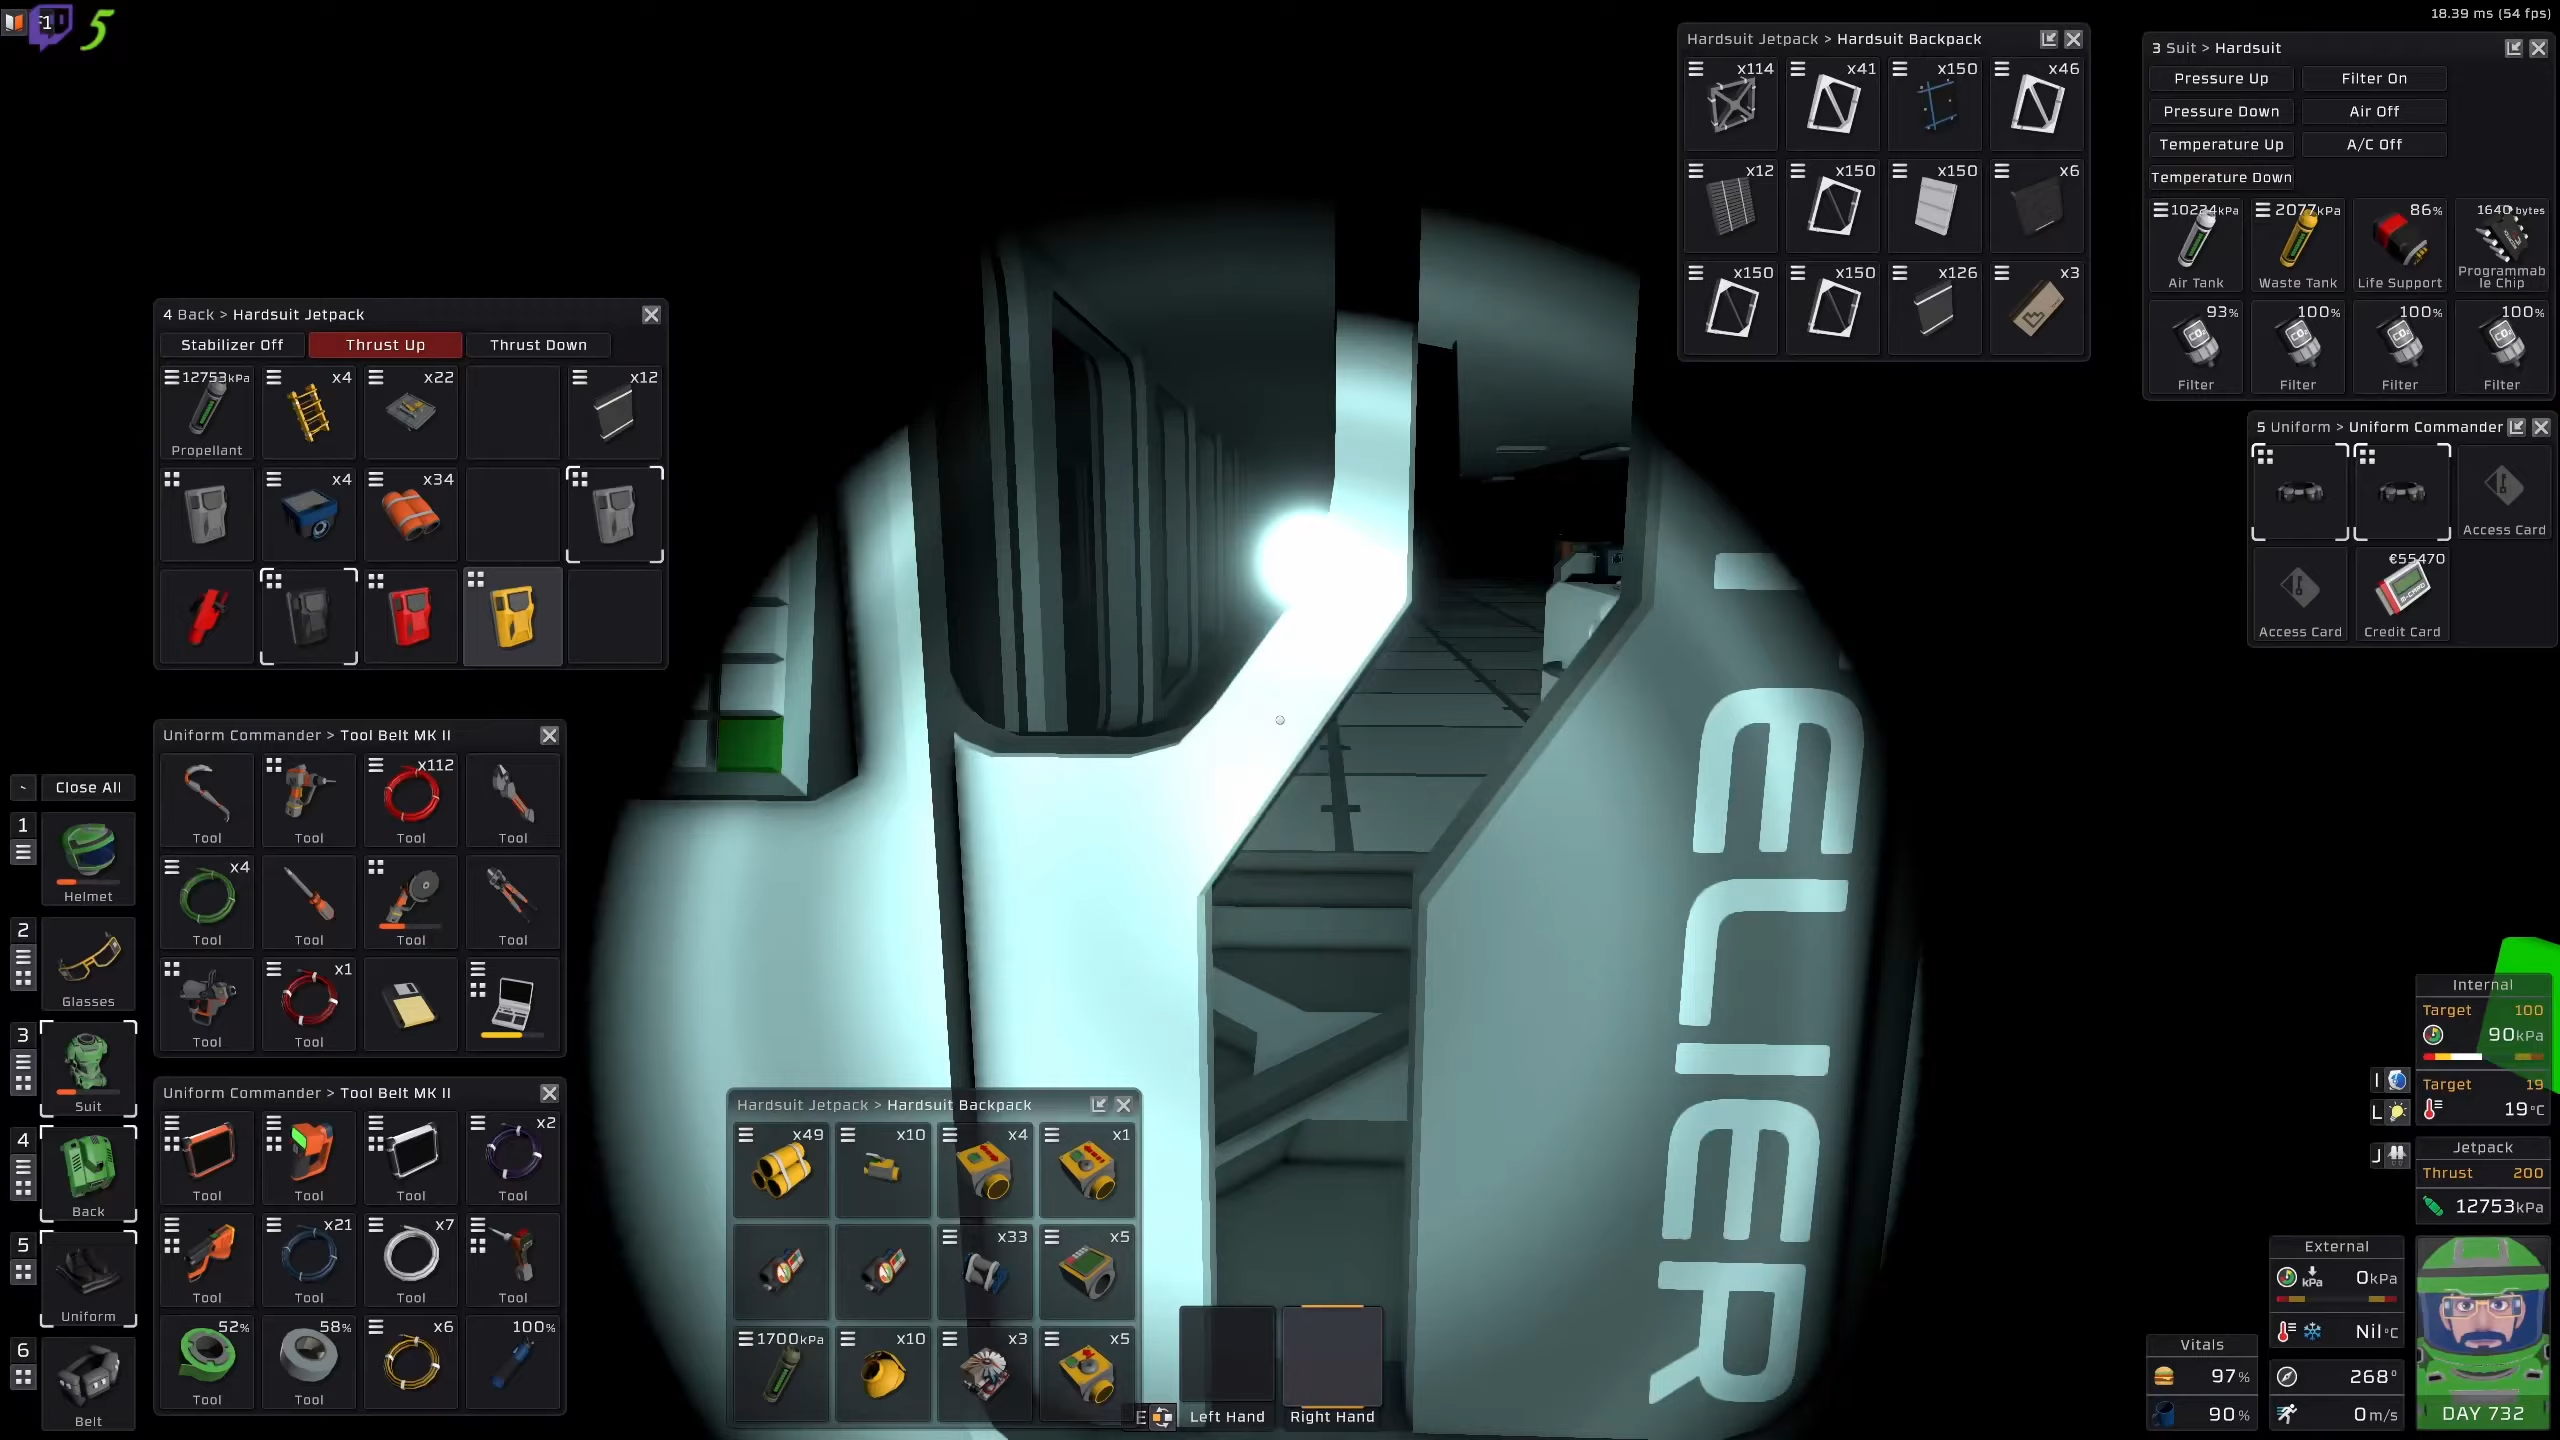 F1
5
18.39 ms (54 fps)
Hardsuit Jetpack > Hardsuit Backpack
x114
x41
x150
x46
x12
x150
x150
x6
x150
x150
x126
x3
3 Suit > Hardsuit
Pressure Up
Filter On
Pressure Down
Air Off
Temperature Up
A/C Off
Temperature Down
10234kPa
2077kPa
86%
1640 bytes
Air Tank
Waste Tank
Life Support
Programmab
le Chip
93%
100%
100%
100%
Filter
Filter
Filter
Filter
5 Uniform > Uniform Commander
Access Card
€55470
Access Card
Credit Card
4 Back > Hardsuit Jetpack
Stabilizer Off
Thrust Up
Thrust Down
12753kPa
x4
x22
x12
Propellant
x4
x34
Uniform Commander > Tool Belt MK II
x112
Tool
Tool
Tool
Tool
x4
Tool
Tool
Tool
Tool
x1
Tool
Tool
~
Close All
1
Helmet
2
Glasses
3
Suit
4
Back
5
Uniform
6
Belt
Uniform Commander > Tool Belt MK II
x2
Tool
Tool
Tool
Tool
x21
x7
Tool
Tool
Tool
Tool
52%
58%
x6
100%
Tool
Tool
Tool
ELIER
Hardsuit Jetpack > Hardsuit Backpack
x49
x10
x4
x1
x33
x5
1700kPa
x10
x3
x5
E
Left Hand
Right Hand
Internal
Target 100
90kPa
Target 19
19°C
I
L
J
Jetpack
Thrust 200
12753kPa
External
kPa
0kPa
Nil°C
268°
0m/s
Vitals
97%
90%
DAY 732